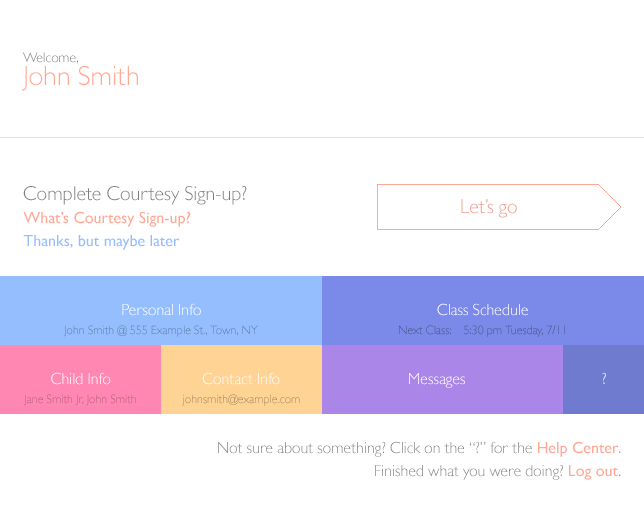 Welcome,
John Smith
Complete Courtesy Sign-up?
What's Courtesy Sign-up?
Thanks, but maybe later
Let's go
Personal Info
John Smith @ 555 Example St., Town, NY
Class Schedule
Next Class: 5:30 pm Tuesday, 7/11
Child Info
Jane Smith Jr. John Smith
Contact Info
johnsmith@example.com
Messages
?
Not sure about something? Click on the “?” for the Help Center.
Finished what you were doing? Log out.